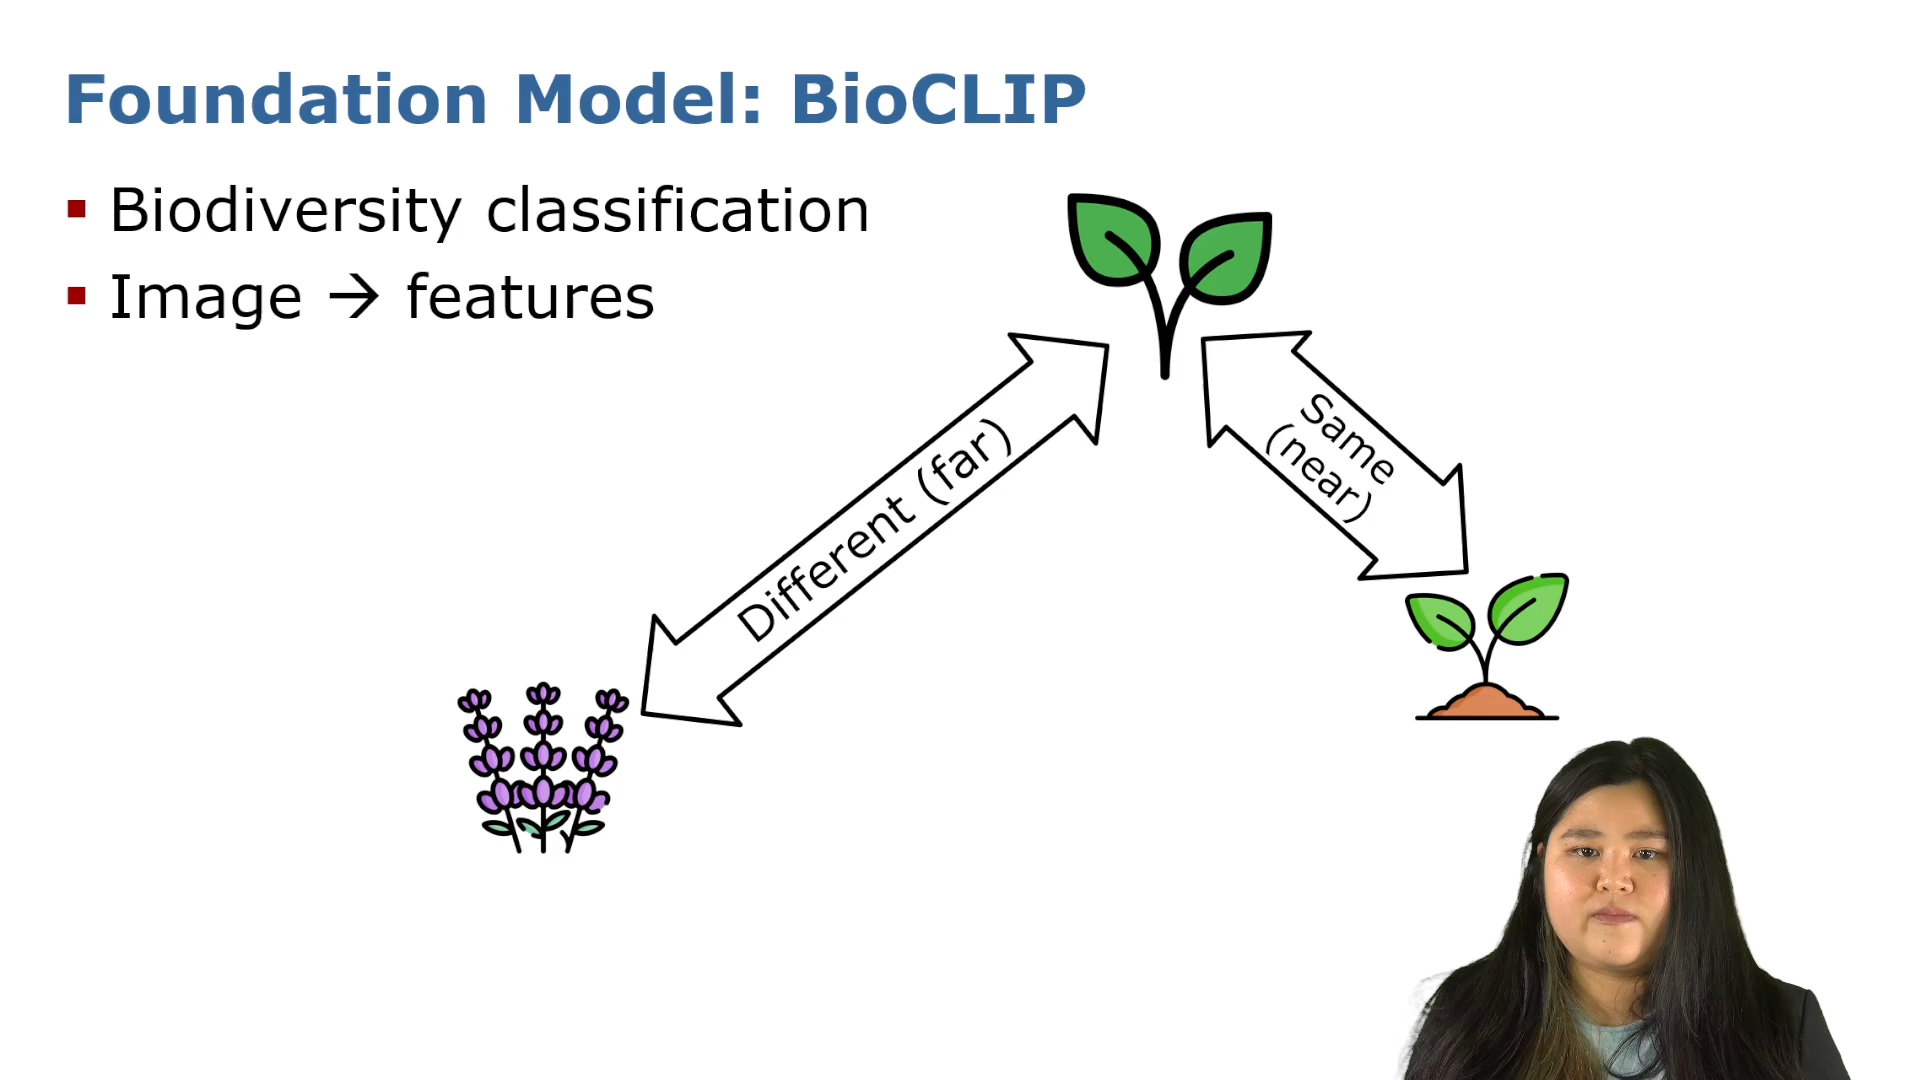 Foundation Model: BioCLIP
Biodiversity classification
Image → features
Different (far)
Same
(near)